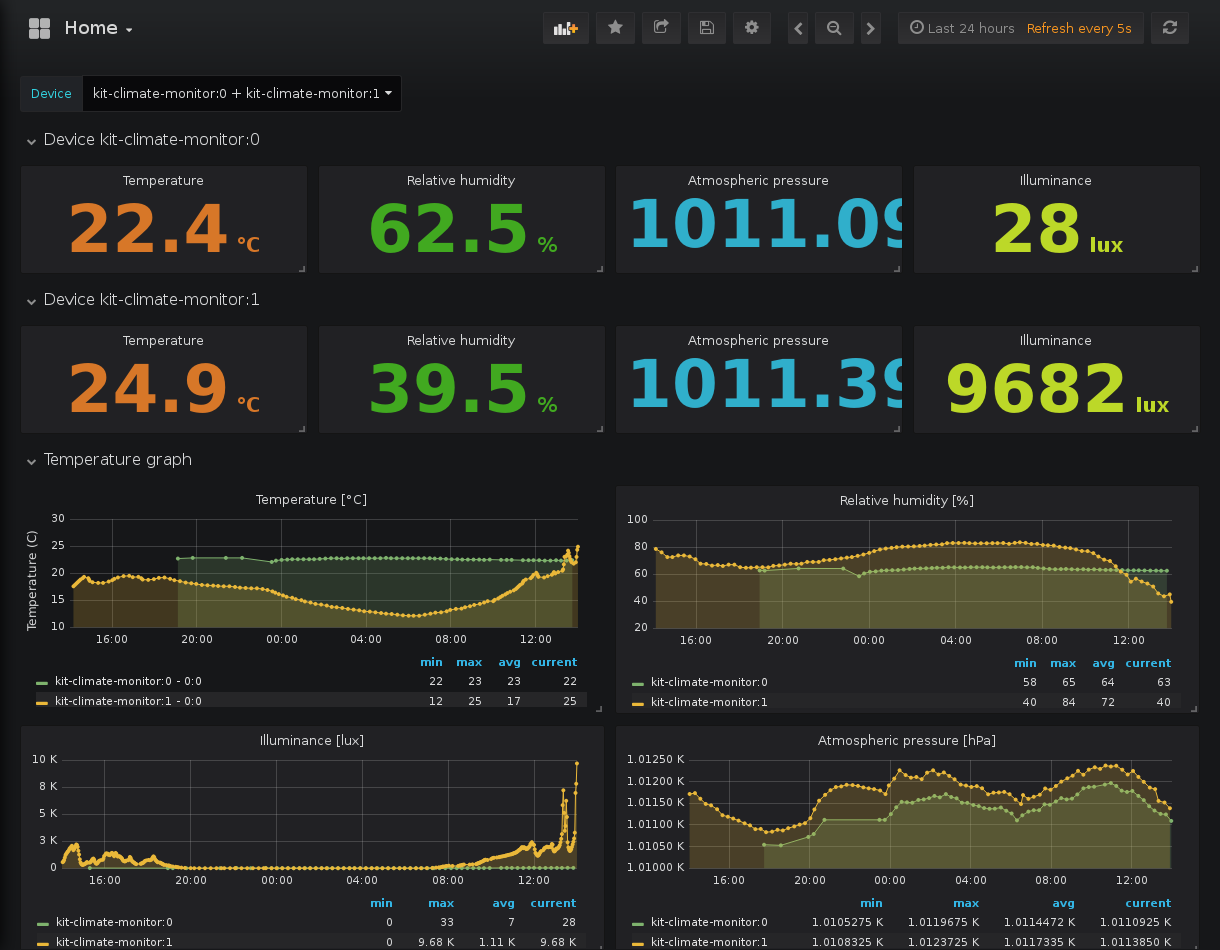 Home
Last 24 hours Refresh every 5s
Device kit-climate-monitor:0 + kit-climate-monitor:1
Device kit-climate-monitor:0
Temperature Relative humidity Atmospheric pressure Illuminance
22.4 °C 62.5 % 1011.09 28 lux
Device kit-climate-monitor:1
Temperature Relative humidity Atmospheric pressure Illuminance
24.9 °C 39.5 % 1011.39 9682 lux
Temperature graph
Temperature [°C]
Temperature (C)
30
25
20
15
10
16:00 20:00 00:00 04:00 08:00 12:00
min max avg current
kit-climate-monitor:0 - 0:0 22 23 23 22
kit-climate-monitor:1 - 0:0 12 25 17 25
Relative humidity [%]
100
80
60
40
20
16:00 20:00 00:00 04:00 08:00 12:00
min max avg current
kit-climate-monitor:0 58 65 64 63
kit-climate-monitor:1 40 84 72 40
Illuminance [lux]
10 K
8 K
5 K
3 K
0
16:00 20:00 00:00 04:00 08:00 12:00
min max avg current
kit-climate-monitor:0 0 33 7 28
kit-climate-monitor:1 0 9.68 K 1.11 K 9.68 K
Atmospheric pressure [hPa]
1.01250 K
1.01200 K
1.01150 K
1.01100 K
1.01050 K
1.01000 K
16:00 20:00 00:00 04:00 08:00 12:00
min max avg current
kit-climate-monitor:0 1.0105275 K 1.0119675 K 1.0114472 K 1.0110925 K
kit-climate-monitor:1 1.0108325 K 1.0123725 K 1.0117335 K 1.0113850 K